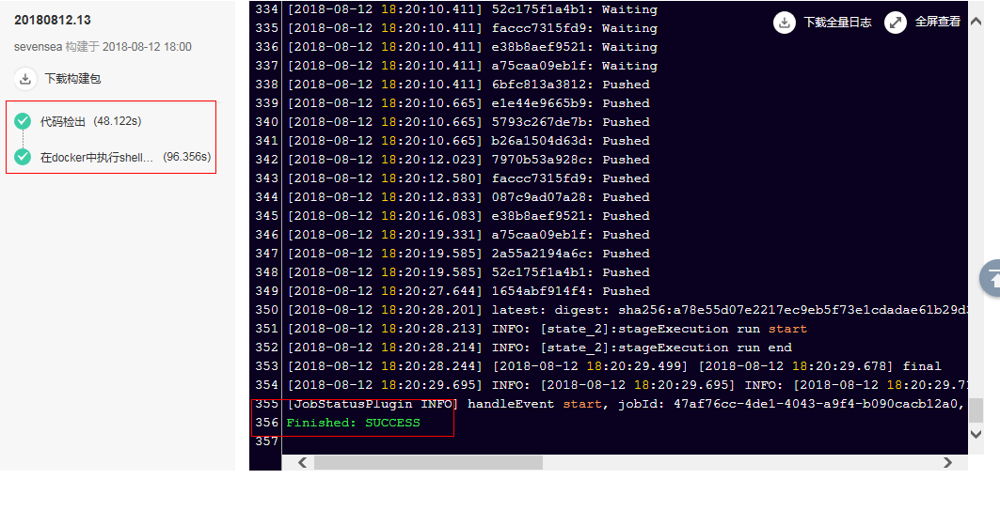 20180812.13
sevensea 构建于 2018-08-12 18:00
下载构建包
代码检出 (48.122s)
在docker中执行shell... (96.356s)
下载全量日志 全屏查看
334 [2018-08-12 18:20:10.411] 52c175f1a4b1: Waiting
335 [2018-08-12 18:20:10.411] faccc7315fd9: Waiting
336 [2018-08-12 18:20:10.411] e38b8aef9521: Waiting
337 [2018-08-12 18:20:10.411] a75caa09eb1f: Waiting
338 [2018-08-12 18:20:10.411] 6bfc813a3812: Pushed
339 [2018-08-12 18:20:10.665] e1e44e9665b9: Pushed
340 [2018-08-12 18:20:10.665] 5793c267de7b: Pushed
341 [2018-08-12 18:20:10.665] b26a1504d63d: Pushed
342 [2018-08-12 18:20:12.023] 7970b53a928c: Pushed
343 [2018-08-12 18:20:12.580] faccc7315fd9: Pushed
344 [2018-08-12 18:20:12.833] 087c9ad07a28: Pushed
345 [2018-08-12 18:20:16.083] e38b8aef9521: Pushed
346 [2018-08-12 18:20:19.331] a75caa09eb1f: Pushed
347 [2018-08-12 18:20:19.585] 2a55a2194a6c: Pushed
348 [2018-08-12 18:20:19.585] 52c175f1a4b1: Pushed
349 [2018-08-12 18:20:27.644] 1654abf914f4: Pushed
350 [2018-08-12 18:20:28.201] latest: digest: sha256:a78e55d07e2217ec9eb5f73e1cdadae61b29d3
351 [2018-08-12 18:20:28.213] INFO: [state_2]:stageExecution run start
352 [2018-08-12 18:20:28.214] INFO: [state_2]:stageExecution run end
353 [2018-08-12 18:20:28.244] [2018-08-12 18:20:29.499] [2018-08-12 18:20:29.678] final
354 [2018-08-12 18:20:29.695] INFO: [2018-08-12 18:20:29.695] INFO: [2018-08-12 18:20:29.71
355 [JobStatusPlugin INFO] handleEvent start, jobId: 47af76cc-4de1-4043-a9f4-b090cacb12a0,
356 Finished: SUCCESS
357